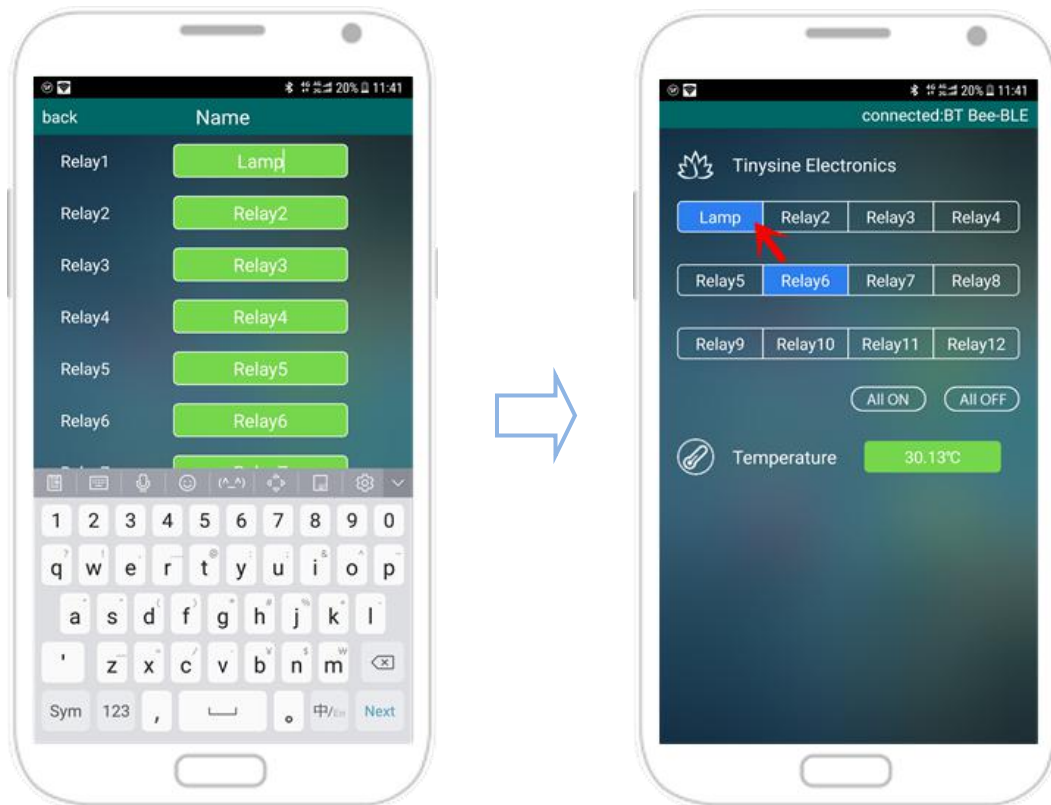 20% 11:41
back Name
Relay1 Lamp
Relay2 Relay2
Relay3 Relay3
Relay4 Relay4
Relay5 Relay5
Relay6 Relay6
(^_^)
1 2 3 4 5 6 7 8 9 0
q w e r t y u i o p
a s d f g h j k l
' z x c v b n m
Sym 123 , 。 中/En Next
20% 11:41
connected:BT Bee-BLE
Tinysine Electronics
Lamp Relay2 Relay3 Relay4
Relay5 Relay6 Relay7 Relay8
Relay9 Relay10 Relay11 Relay12
All ON All OFF
Temperature 30.13℃